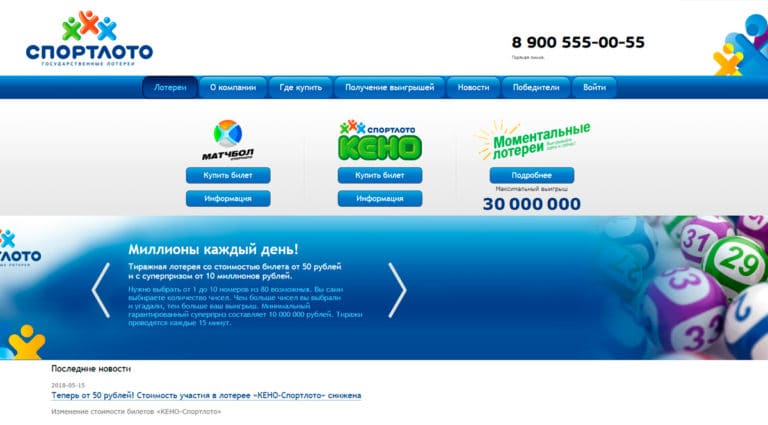 СПОРТЛОТО
ГОСУДАРСТВЕННЫЕ ЛОТЕРЕИ
8 900 555-00-55
Горячая линия.
Лотереи
О компании
Где купить
Получение выигрышей
Новости
Победители
Войти
МАТЧБОЛ
СПОРТЛОТО
КЕНО
Моментальные
лотереи
Выигрывайте
здесь и сейчас!
Купить билет
Купить билет
Подробнее
Информация
Информация
Максимальный выигрыш
30 000 000
ОТО
ЛОТЕРЕИ
Миллионы каждый день!
Тиражная лотерея со стоимостью билета от 50 рублей
и с суперпризом от 10 миллионов рублей.
Нужно выбрать от 1 до 10 номеров из 80 возможных. Вы сами
выбираете количество чисел. Чем больше чисел вы выбрали
и угадали, тем больше ваш выигрыш. Минимальный
гарантированный суперприз составляет 10 000 000 рублей. Тиражи
проводятся каждые 15 минут.
33
31
29
Последние новости
2018-05-15
Теперь от 50 рублей! Стоимость участия в лотерее «КЕНО-Спортлото» снижена
Изменение стоимости билетов «КЕНО-Спортлото»